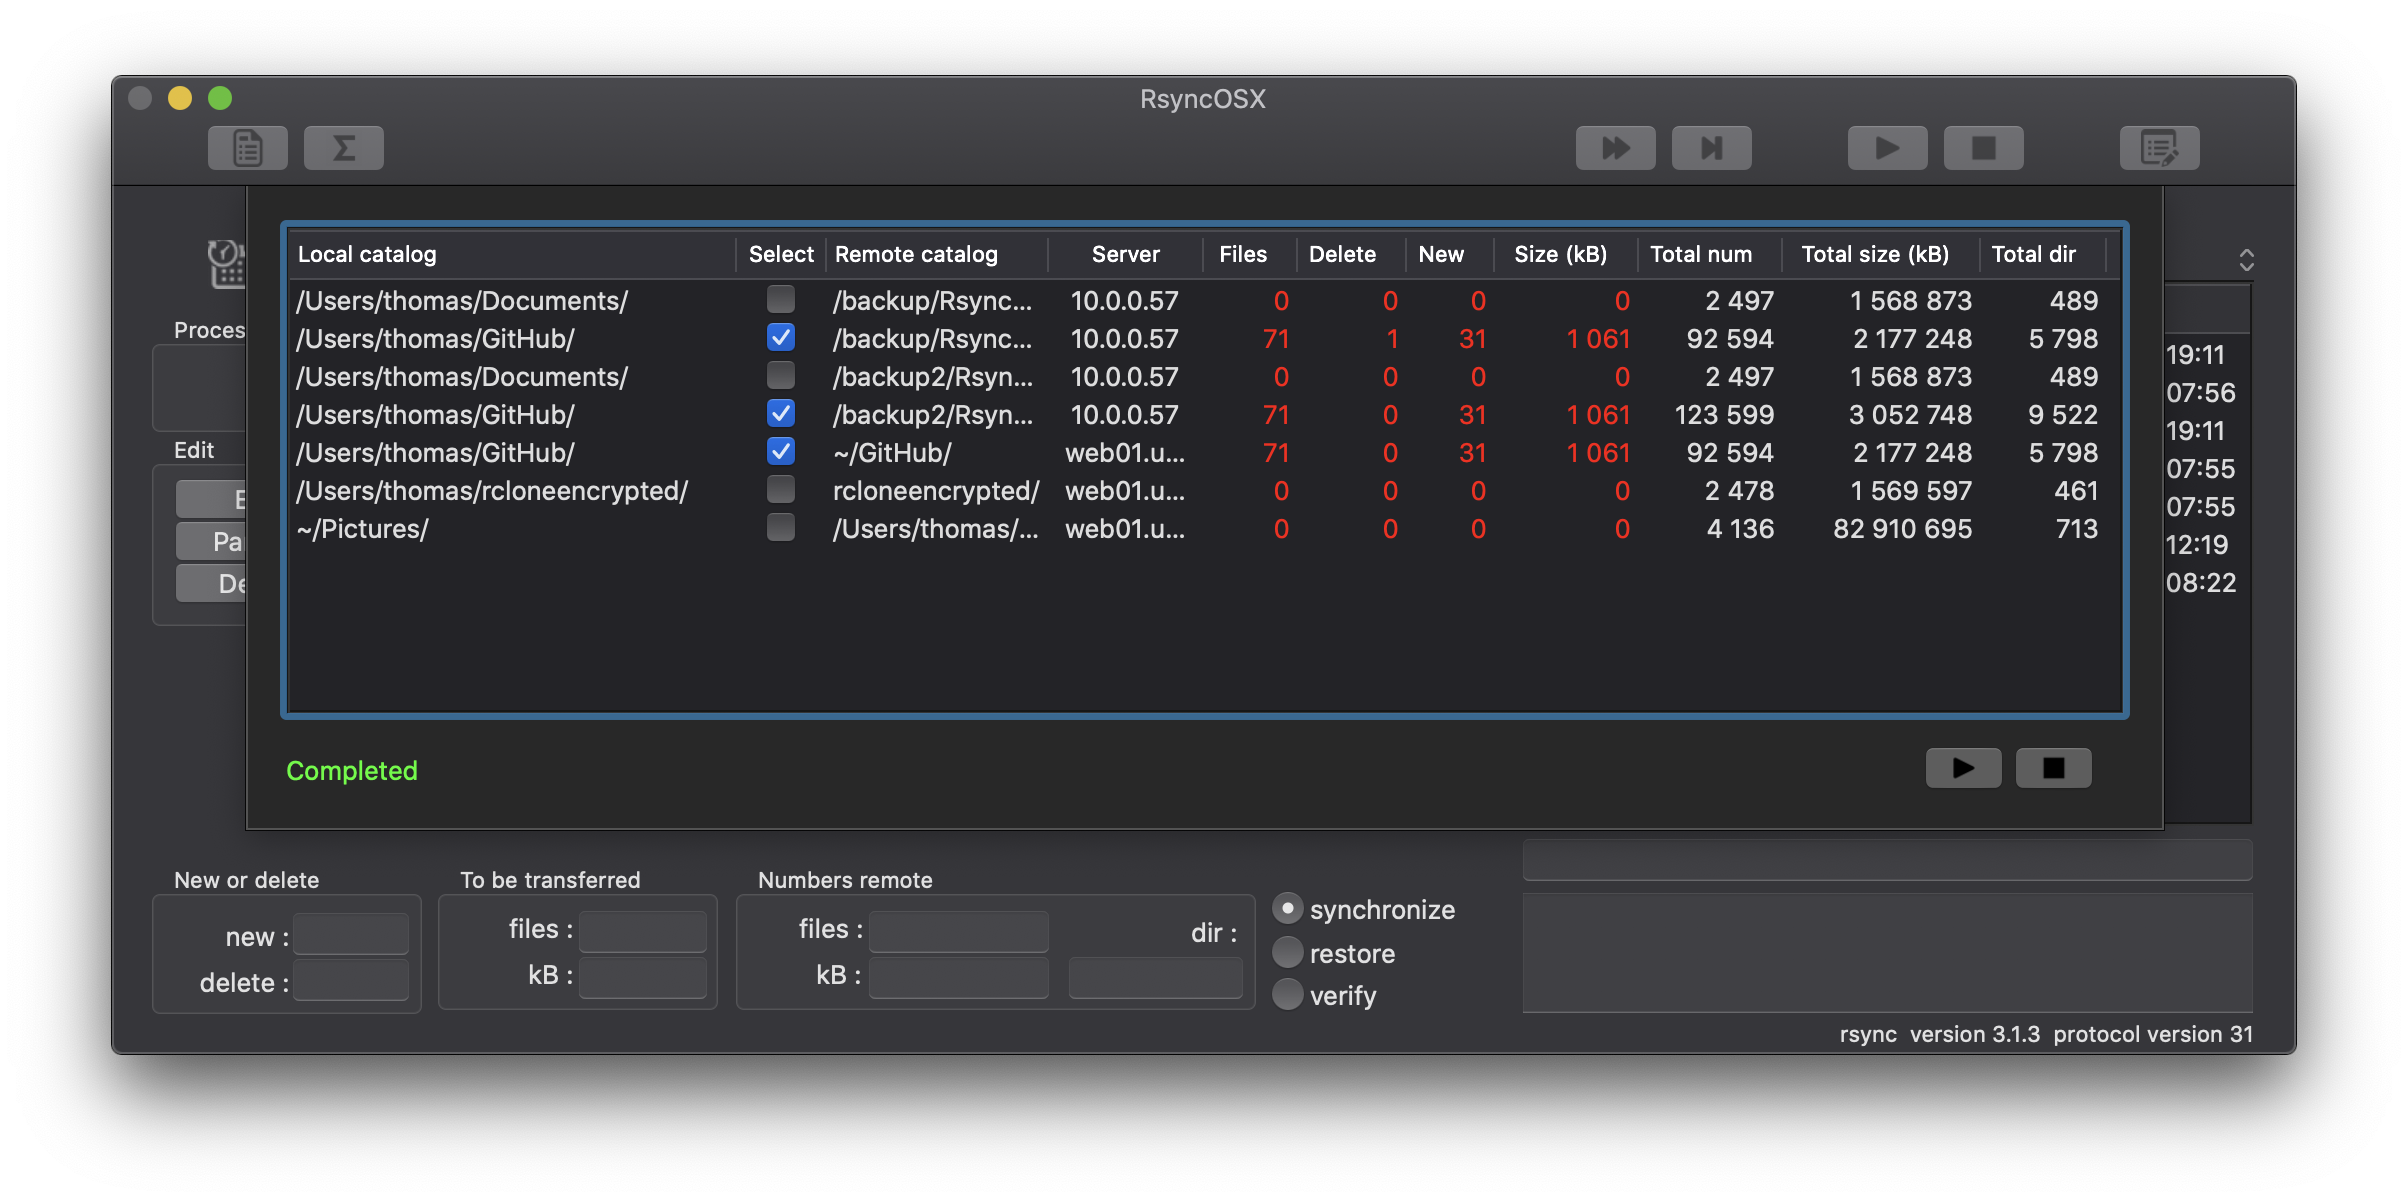 RsyncOSX
Local catalog Select Remote catalog Server Files Delete New Size (kB) Total num Total size (kB) Total dir
/Users/thomas/Documents/ /backup/Rsync... 10.0.0.57 0 0 0 0 2 497 1 568 873 489
/Users/thomas/GitHub/ /backup/Rsync... 10.0.0.57 71 1 31 1 061 92 594 2 177 248 5 798
/Users/thomas/Documents/ /backup2/Rsyn... 10.0.0.57 0 0 0 0 2 497 1 568 873 489
/Users/thomas/GitHub/ /backup2/Rsyn... 10.0.0.57 71 0 31 1 061 123 599 3 052 748 9 522
/Users/thomas/GitHub/ ~/GitHub/ web01.u... 71 0 31 1 061 92 594 2 177 248 5 798
/Users/thomas/rcloneencrypted/ rcloneencrypted/ web01.u... 0 0 0 0 2 478 1 569 597 461
~/Pictures/ /Users/thomas/... web01.u... 0 0 0 0 4 136 82 910 695 713
Proces
Edit
E
Pa
De
19:11
07:56
19:11
07:55
07:55
12:19
08:22
Completed
New or delete
new :
delete :
To be transferred
files :
kB :
Numbers remote
files :
kB :
dir :
synchronize
restore
verify
rsync version 3.1.3 protocol version 31